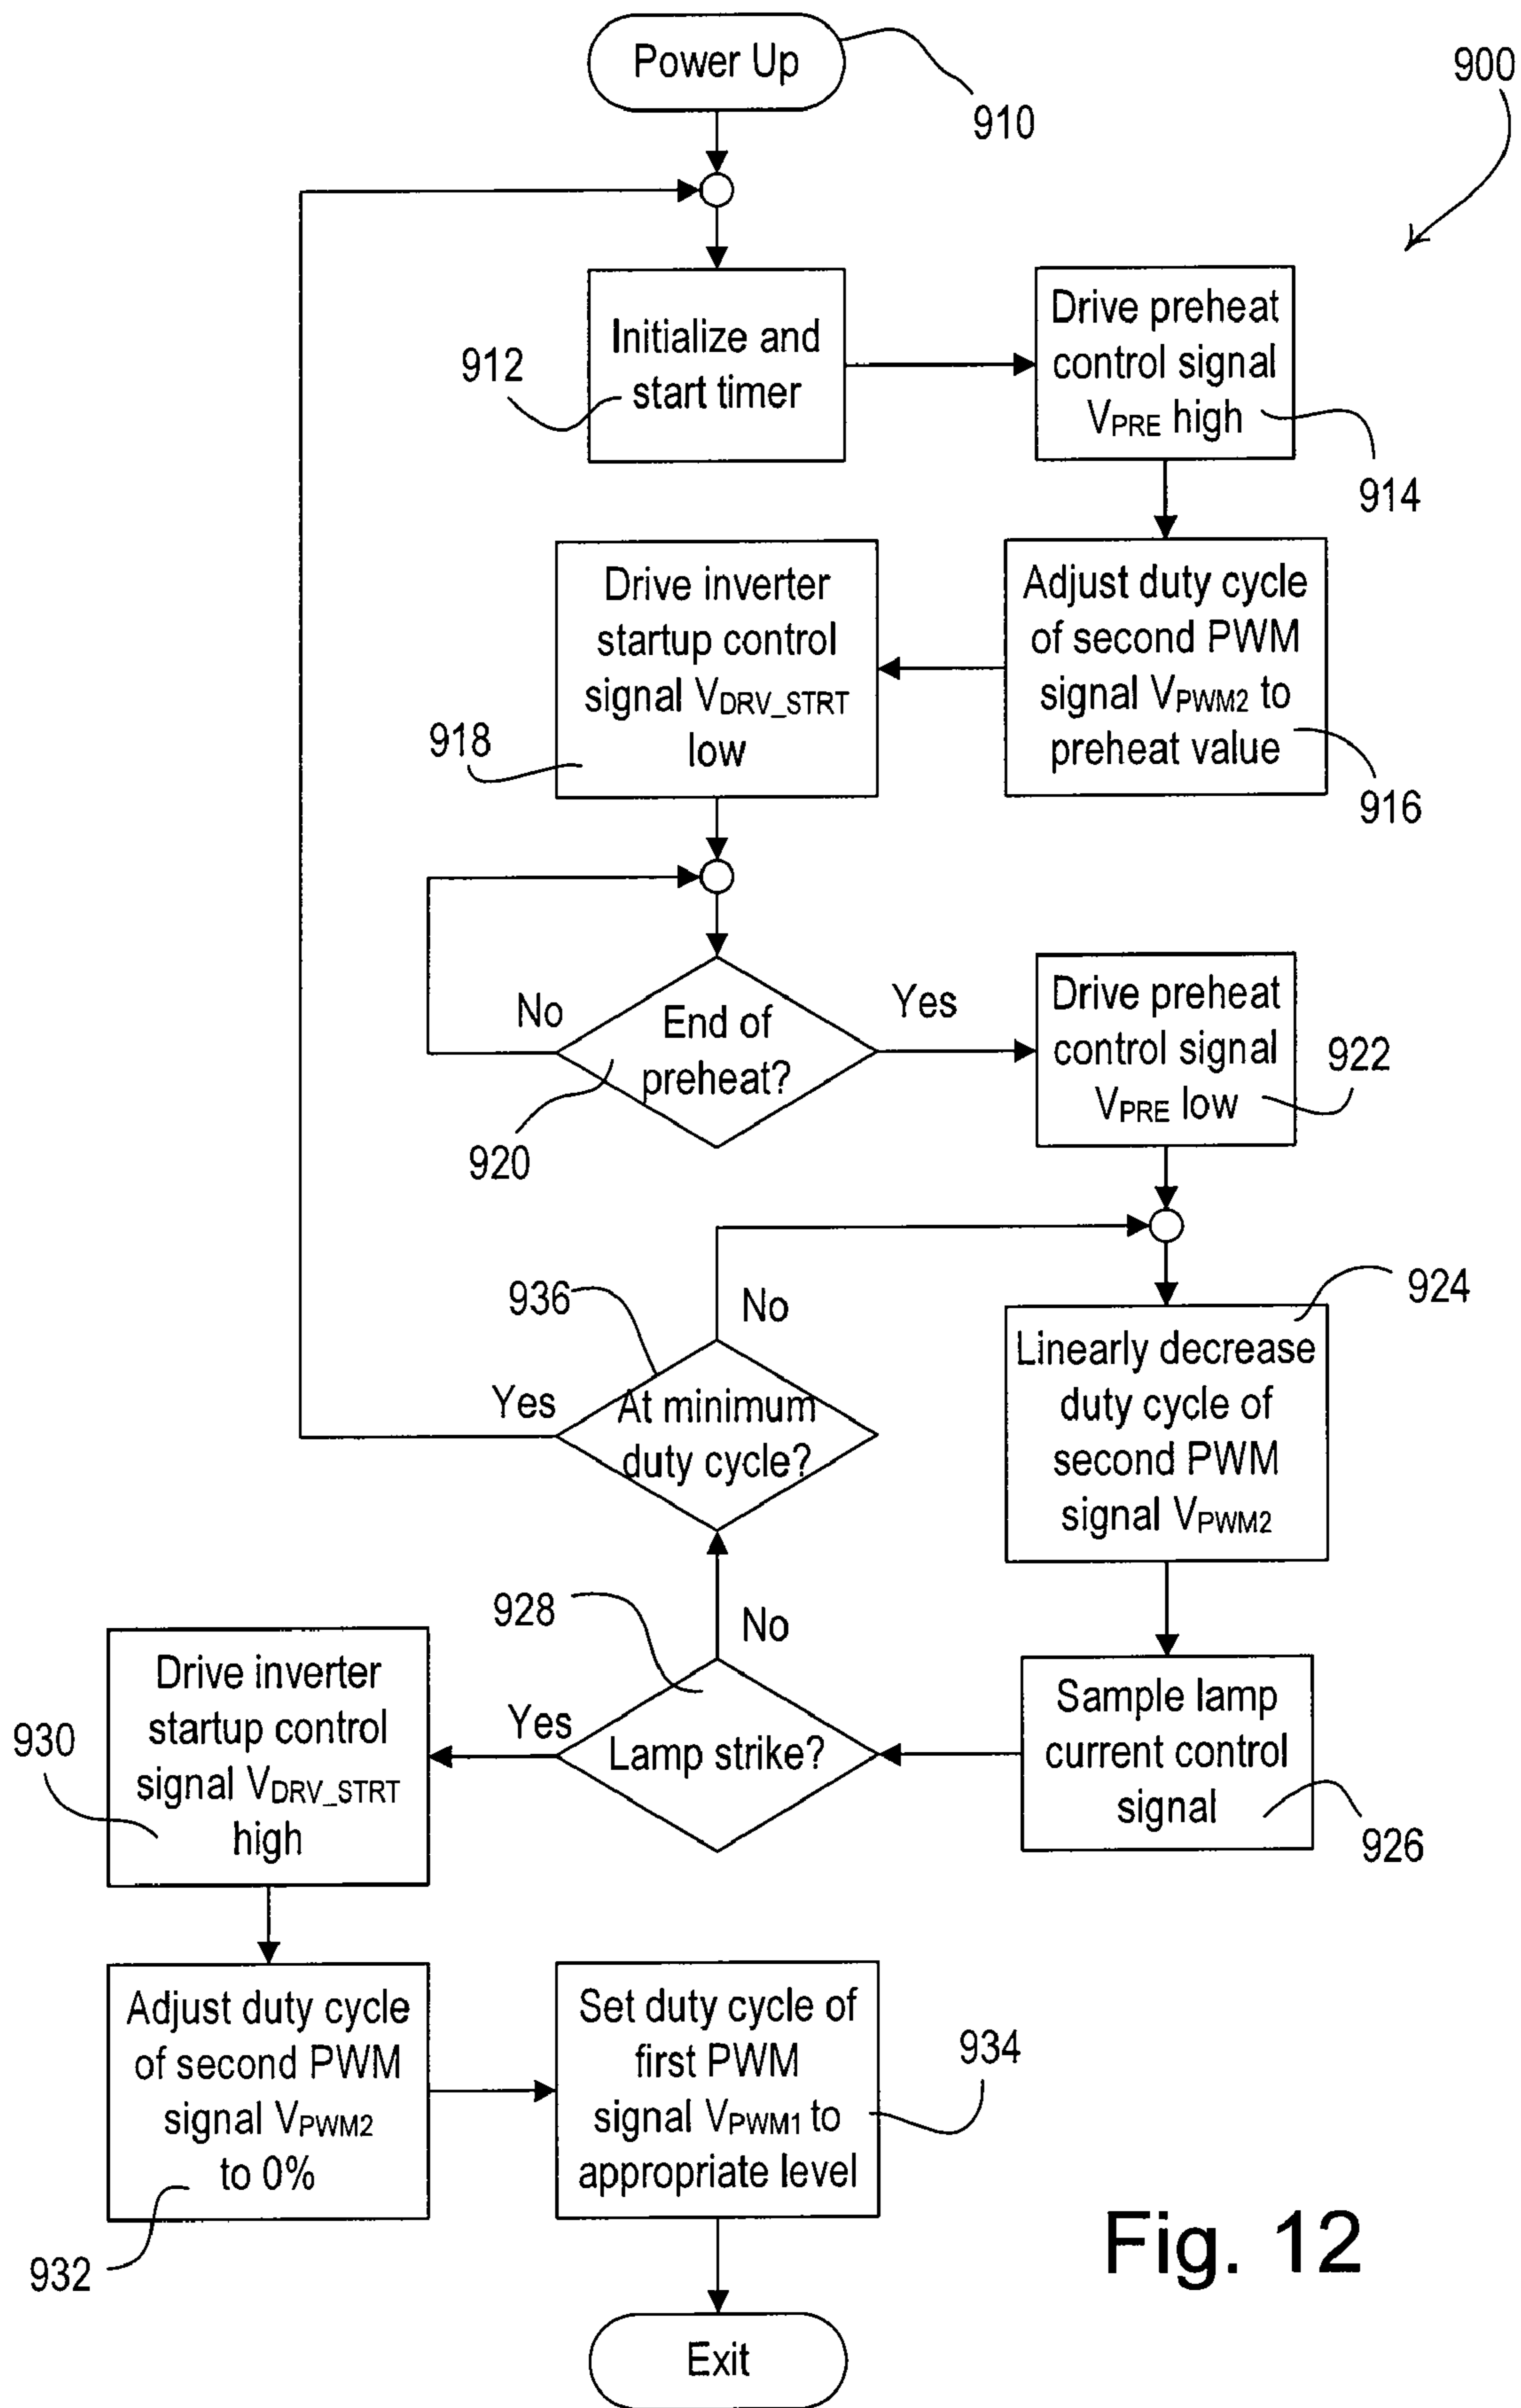 Power Up
910
900
Initialize and
start timer
912
Drive preheat
control signal
VPRE high
914
Adjust duty cycle
of second PWM
signal VPWM2 to
preheat value
916
Drive inverter
startup control
signal VDRV_STRT
low
918
End of
preheat?
920
No
Yes
Drive preheat
control signal
VPRE low
922
Linearly decrease
duty cycle of
second PWM
signal VPWM2
924
Sample lamp
current control
signal
926
Lamp strike?
928
No
Yes
At minimum
duty cycle?
936
No
Yes
Drive inverter
startup control
signal VDRV_STRT
high
930
Adjust duty cycle
of second PWM
signal VPWM2
to 0%
932
Set duty cycle of
first PWM
signal VPWM1 to
appropriate level
934
Exit
Fig. 12